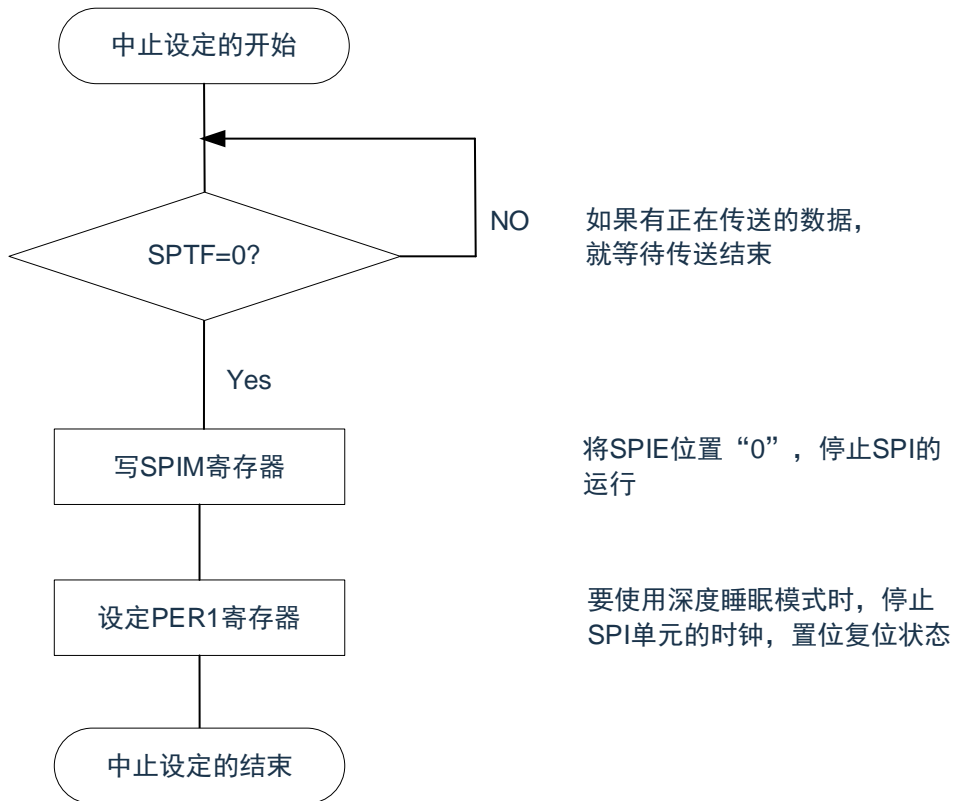 中止设定的开始
SPTF=0?
NO
如果有正在传送的数据，
就等待传送结束
Yes
写SPIM寄存器
将SPIE位置“0”，停止SPI的
运行
设定PER1寄存器
要使用深度睡眠模式时，停止
SPI单元的时钟，置位复位状态
中止设定的结束